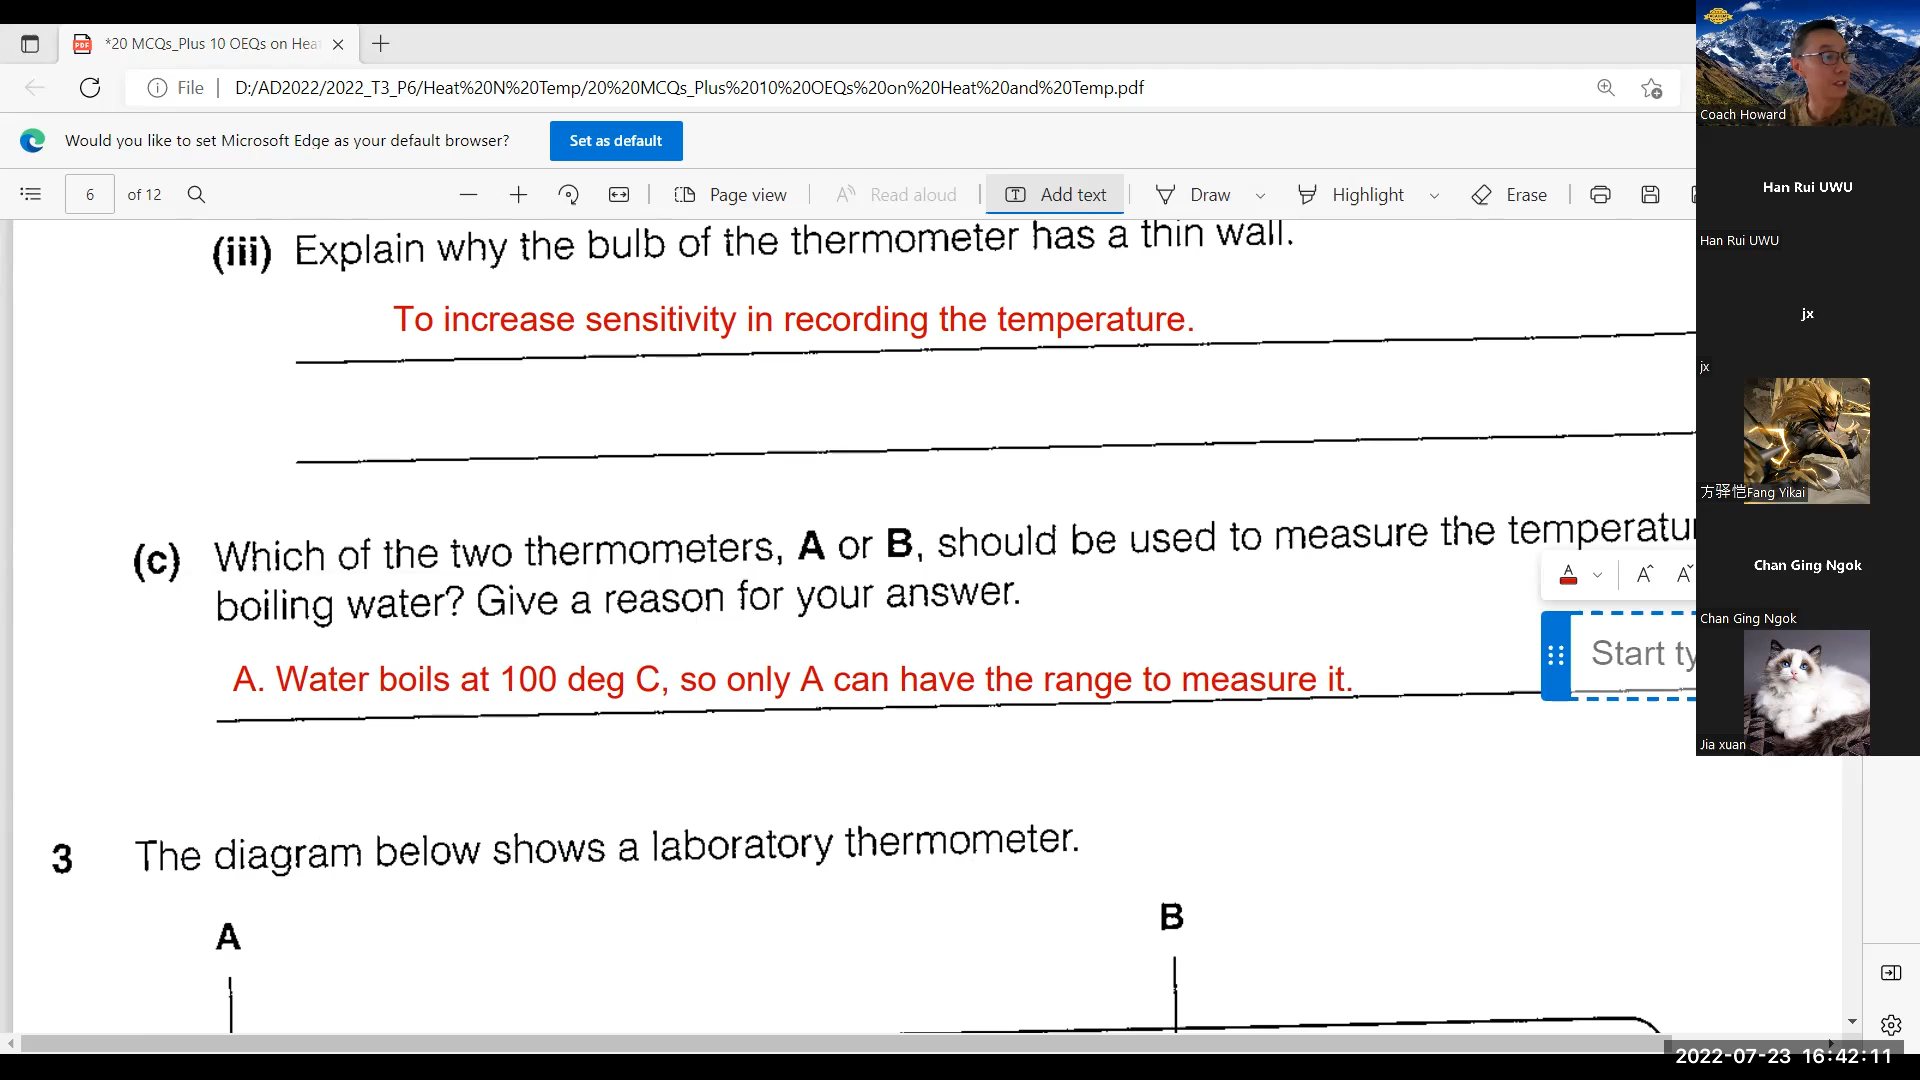 *20 MCQs_Plus 10 OEQs on Hea
File
D:/AD2022/2022_T3_P6/Heat%20N%20Temp/20%20MCQs_Plus%2010%20OEQs%20on%20Heat%20and%20Temp.pdf
Would you like to set Microsoft Edge as your default browser?
Set as default
6
of 12
Page view
Read aloud
Add text
Draw
Highlight
Erase
(iii) Explain why the bulb of the thermometer has a thin wall.
To increase sensitivity in recording the temperature.
(c) Which of the two thermometers, A or B, should be used to measure the temperatu
boiling water? Give a reason for your answer.
Start ty
A. Water boils at 100 deg C, so only A can have the range to measure it.
3 The diagram below shows a laboratory thermometer.
A
B
Coach Howard
Han Rui UWU
Han Rui UWU
jx
jx
方驿恺Fang Yikai
Chan Ging Ngok
Chan Ging Ngok
Jia xuan
2022-07-23 16:42:11